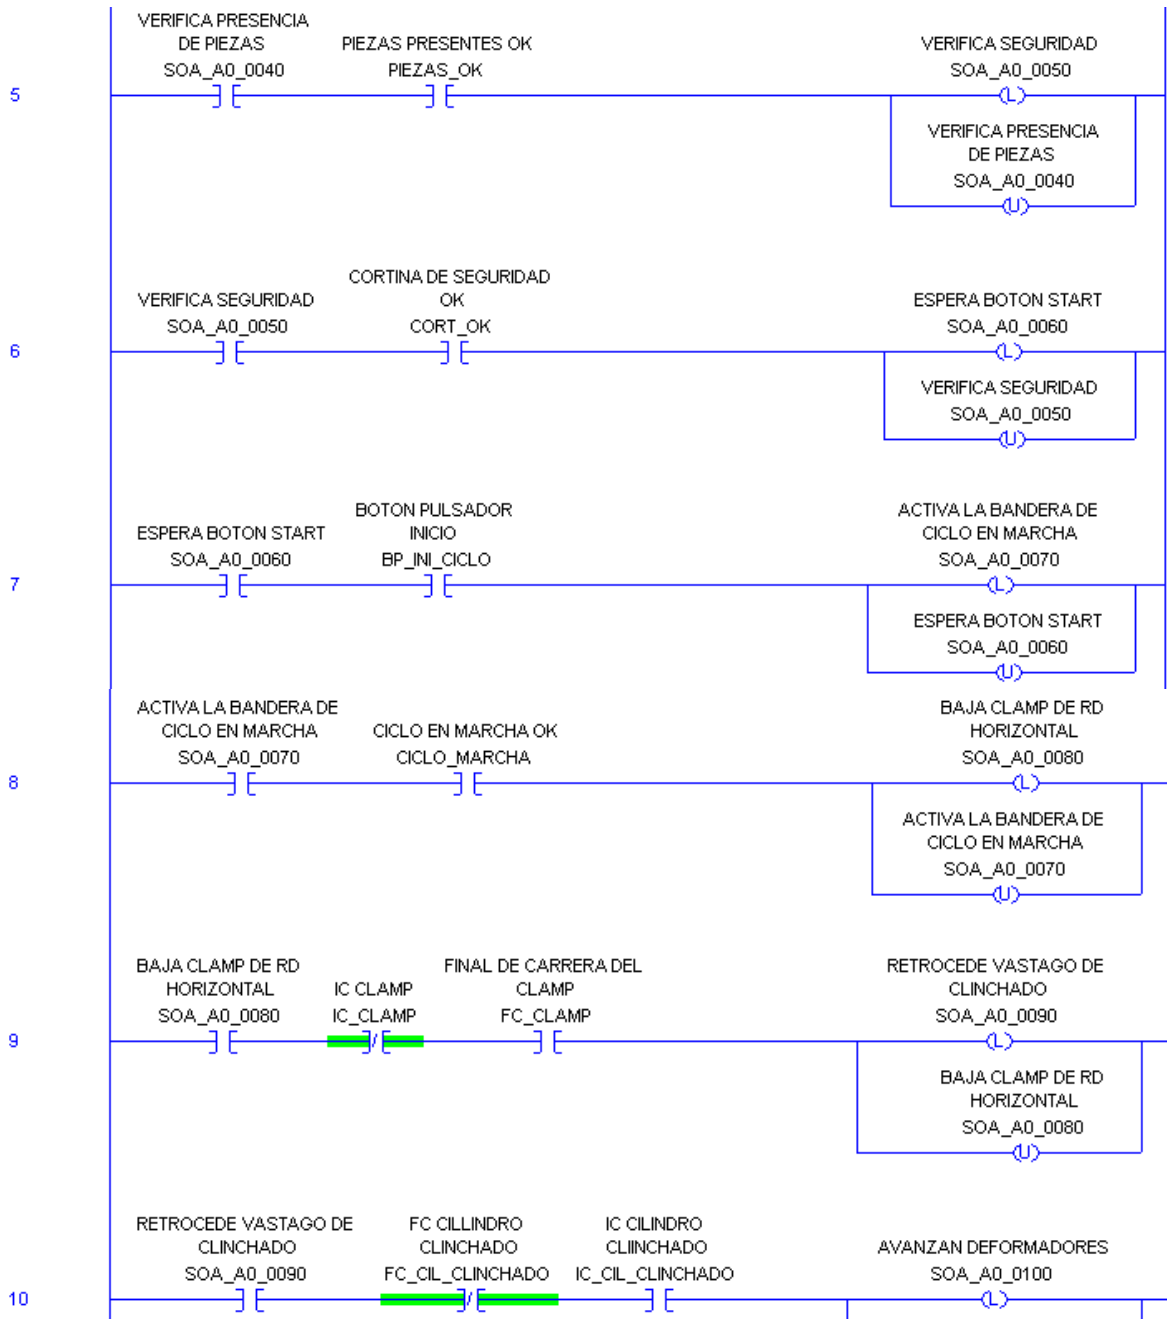 VERIFICA PRESENCIA
DE PIEZAS
SOA_A0_0040
PIEZAS PRESENTES OK
PIEZAS_OK
VERIFICA SEGURIDAD
SOA_A0_0050
5
L
VERIFICA PRESENCIA
DE PIEZAS
SOA_A0_0040
U
VERIFICA SEGURIDAD
SOA_A0_0050
CORTINA DE SEGURIDAD
OK
CORT_OK
ESPERA BOTON START
SOA_A0_0060
6
L
VERIFICA SEGURIDAD
SOA_A0_0050
U
ESPERA BOTON START
SOA_A0_0060
BOTON PULSADOR
INICIO
BP_INI_CICLO
ACTIVA LA BANDERA DE
CICLO EN MARCHA
SOA_A0_0070
7
L
ESPERA BOTON START
SOA_A0_0060
U
ACTIVA LA BANDERA DE
CICLO EN MARCHA
SOA_A0_0070
CICLO EN MARCHA OK
CICLO_MARCHA
BAJA CLAMP DE RD
HORIZONTAL
SOA_A0_0080
8
L
ACTIVA LA BANDERA DE
CICLO EN MARCHA
SOA_A0_0070
U
BAJA CLAMP DE RD
HORIZONTAL
SOA_A0_0080
IC CLAMP
IC_CLAMP
FINAL DE CARRERA DEL
CLAMP
FC_CLAMP
RETROCEDE VASTAGO DE
CLINCHADO
SOA_A0_0090
9
L
BAJA CLAMP DE RD
HORIZONTAL
SOA_A0_0080
U
RETROCEDE VASTAGO DE
CLINCHADO
SOA_A0_0090
FC CILLINDRO
CLINCHADO
FC_CIL_CLINCHADO
IC CILINDRO
CLIINCHADO
IC_CIL_CLINCHADO
AVANZAN DEFORMADORES
SOA_A0_0100
10
L